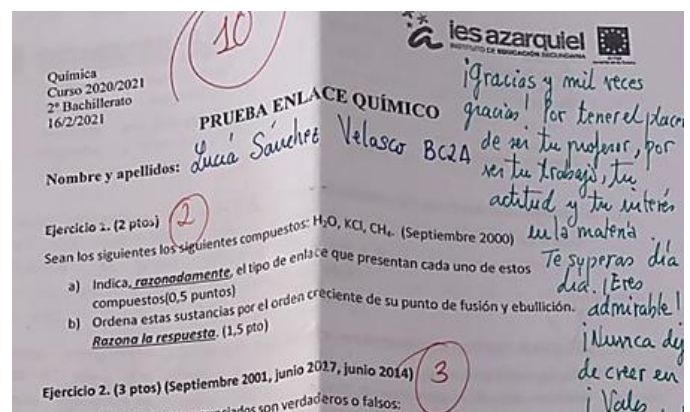 10
ies azarquiel
INSTITUTO DE EDUCACIÓN SECUNDARIA
Química
Curso 2020/2021
2º Bachillerato
16/2/2021
PRUEBA ENLACE QUÍMICO
Nombre y apellidos: Lucía Sánchez Velasco BC2A
¡Gracias y mil veces
gracias! Por tener el placer
de ser tu profesor, por
ver tu trabajo, tu
actitud y tu interés
en la materia.
Te superas día a
día. ¡Eres
admirable!
¡Nunca dej
de creer en
¡Vales
Ejercicio 1. (2 ptos) 2
Sean los siguientes los siguientes compuestos: H₂O, KCl, CH₄. (Septiembre 2000)
a) Indica, razonadamente, el tipo de enlace que presentan cada uno de estos
compuestos(0,5 puntos)
b) Ordena estas sustancias por el orden creciente de su punto de fusión y ebullición.
Razona la respuesta. (1,5 pto)
Ejercicio 2. (3 ptos) (Septiembre 2001, junio 2017, junio 2014) 3
son verdaderos o falsos: